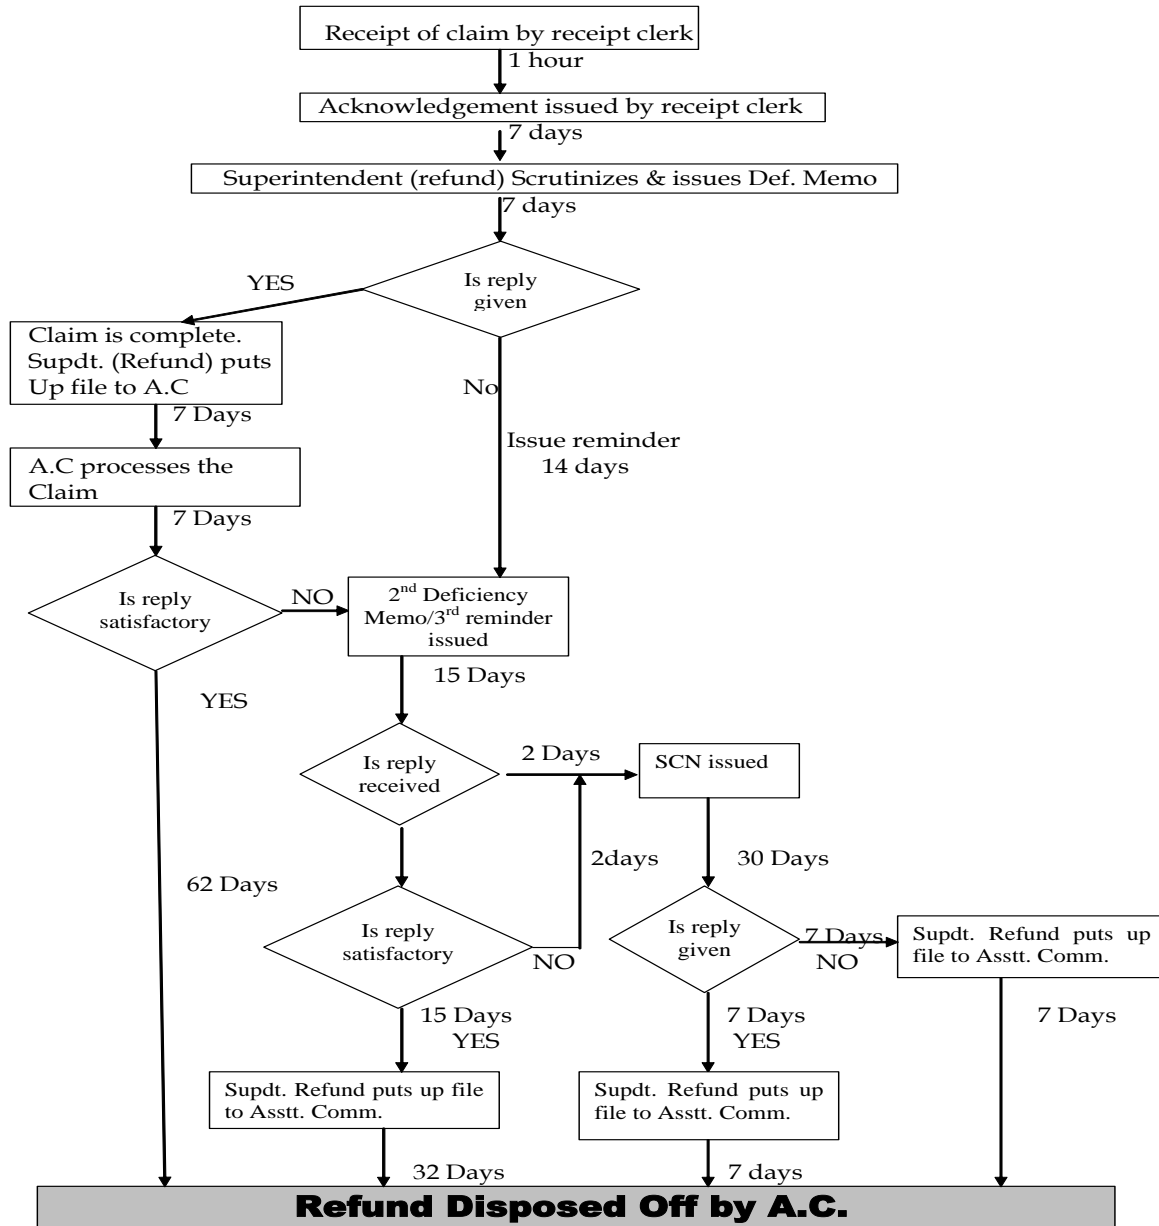 Receipt of claim by receipt clerk
1 hour
Acknowledgement issued by receipt clerk
7 days
Superintendent (refund) Scrutinizes & issues Def. Memo
7 days
Is reply
given
YES
Claim is complete.
Supdt. (Refund) puts
Up file to A.C
No
7 Days
Issue reminder
14 days
A.C processes the
Claim
7 Days
Is reply
satisfactory
NO
2nd Deficiency
Memo/3rd reminder
issued
15 Days
YES
Is reply
received
2 Days
SCN issued
2days
30 Days
62 Days
Is reply
satisfactory
NO
Is reply
given
7 Days
NO
Supdt. Refund puts up
file to Asstt. Comm.
15 Days
YES
7 Days
YES
7 Days
Supdt. Refund puts up file
to Asstt. Comm.
Supdt. Refund puts up
file to Asstt. Comm.
32 Days
7 days
Refund Disposed Off by A.C.